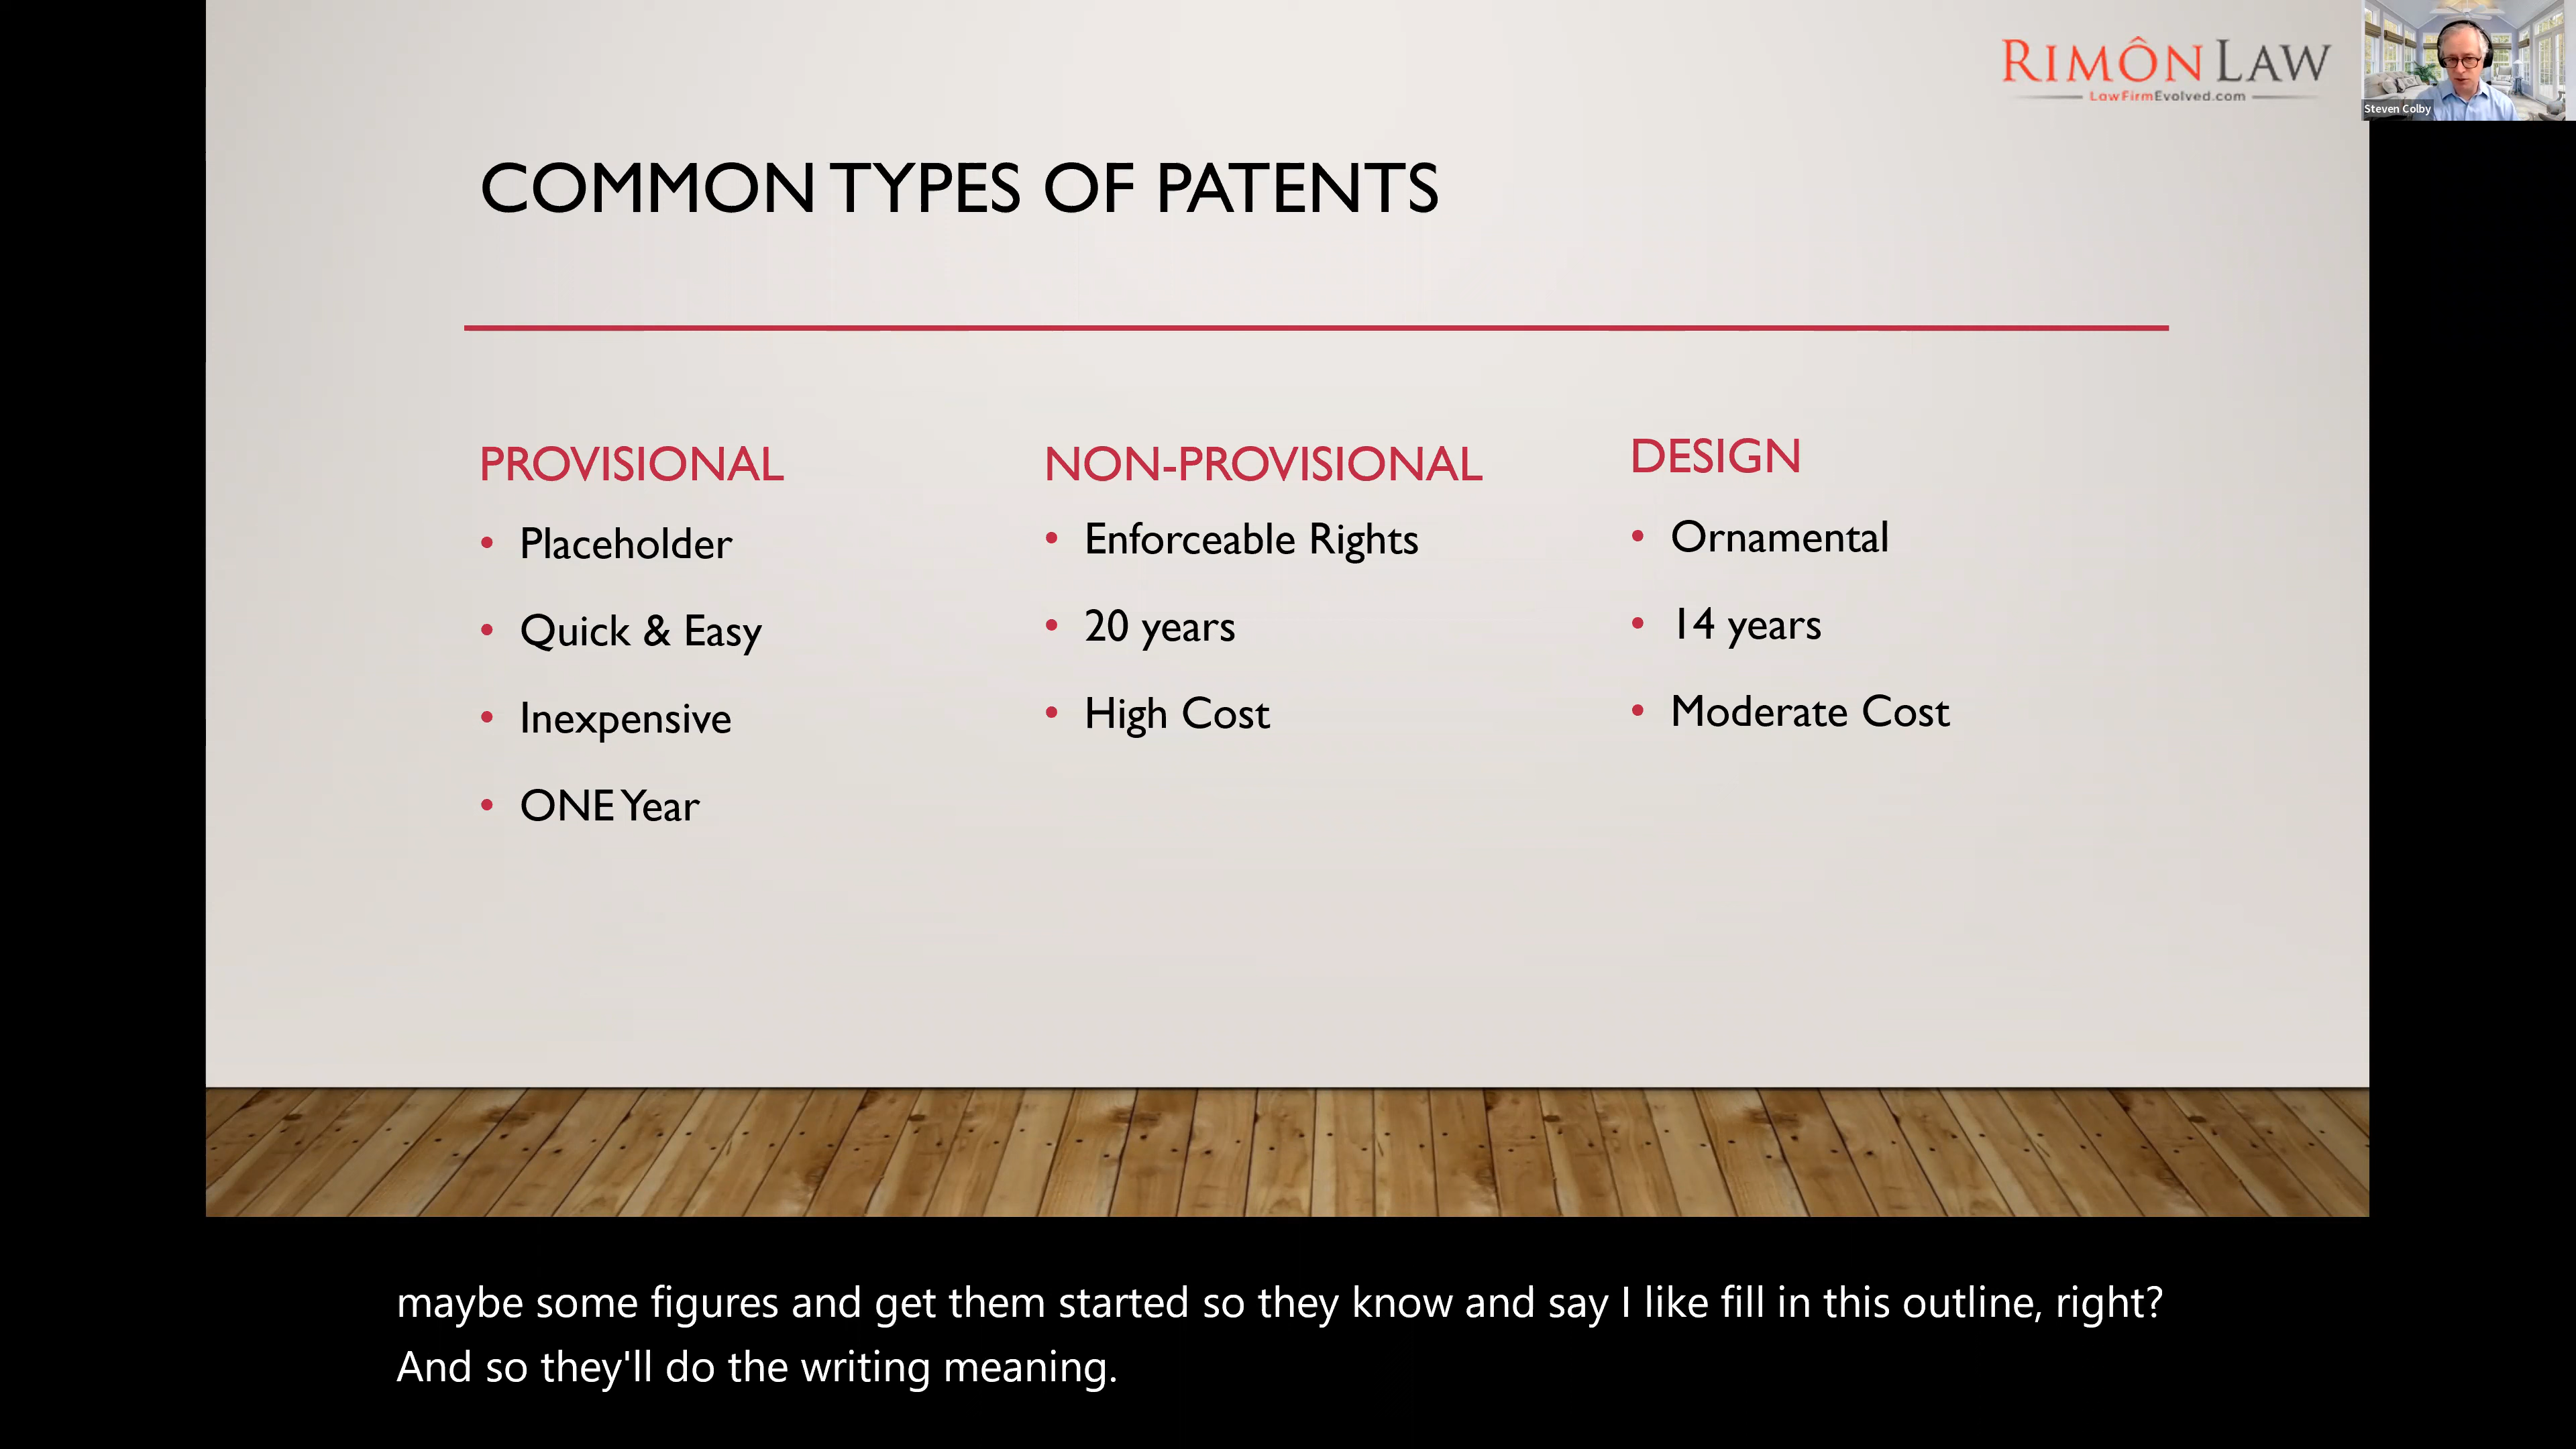 RIMÔN LAW
LawFirmEvolved.com
Steven Colby
COMMON TYPES OF PATENTS
PROVISIONAL
• Placeholder
• Quick & Easy
• Inexpensive
• ONE Year
NON-PROVISIONAL
• Enforceable Rights
• 20 years
• High Cost
DESIGN
• Ornamental
• 14 years
• Moderate Cost
maybe some figures and get them started so they know and say I like fill in this outline, right?
And so they'll do the writing meaning.